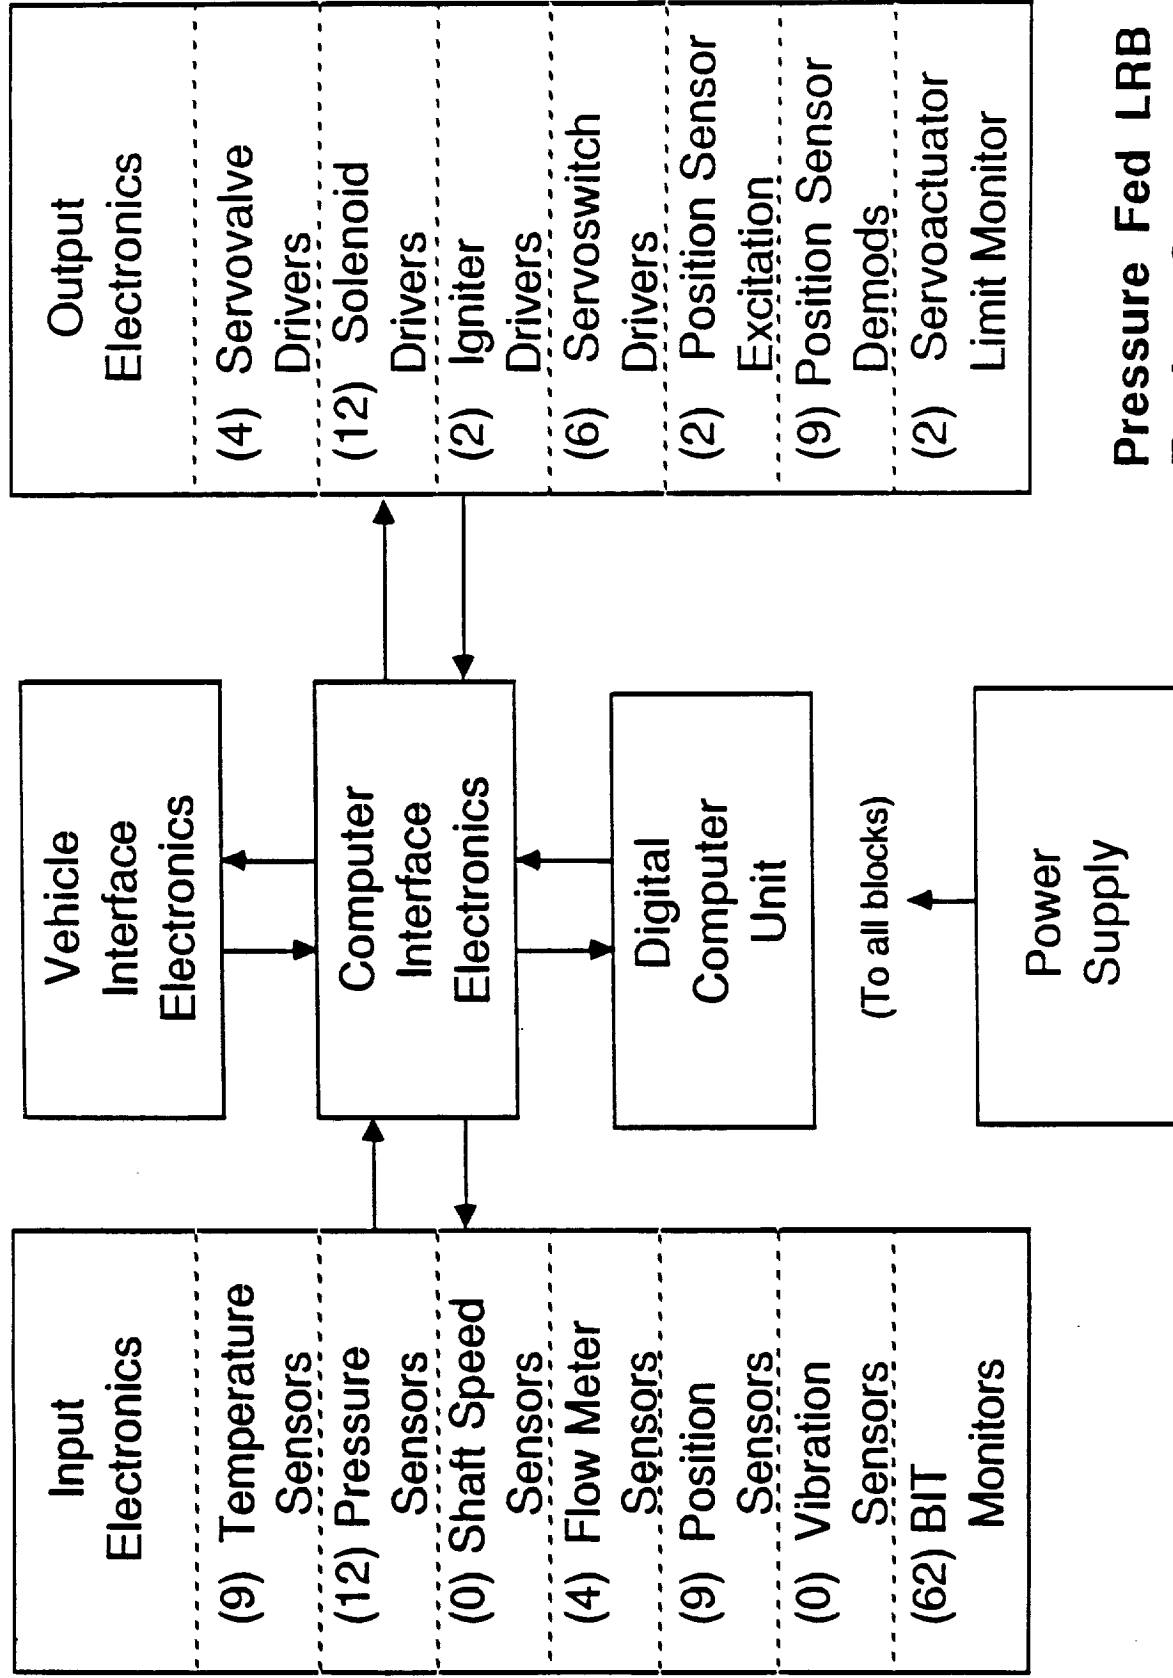 Input
Electronics
(9) Temperature
Sensors
(12) Pressure
Sensors
(0) Shaft Speed
Sensors
(4) Flow Meter
Sensors
(9) Position
Sensors
(0) Vibration
Sensors
(62) BIT
Monitors
Vehicle
Interface
Electronics
Computer
Interface
Electronics
Digital
Computer
Unit
(To all blocks)
Power
Supply
Output
Electronics
(4) Servovalve
Drivers
(12) Solenoid
Drivers
(2) Igniter
Drivers
(6) Servoswitch
Drivers
(2) Position Sensor
Excitation
(9) Position Sensor
Demods
(2) Servoactuator
Limit Monitor
Pressure Fed LRB